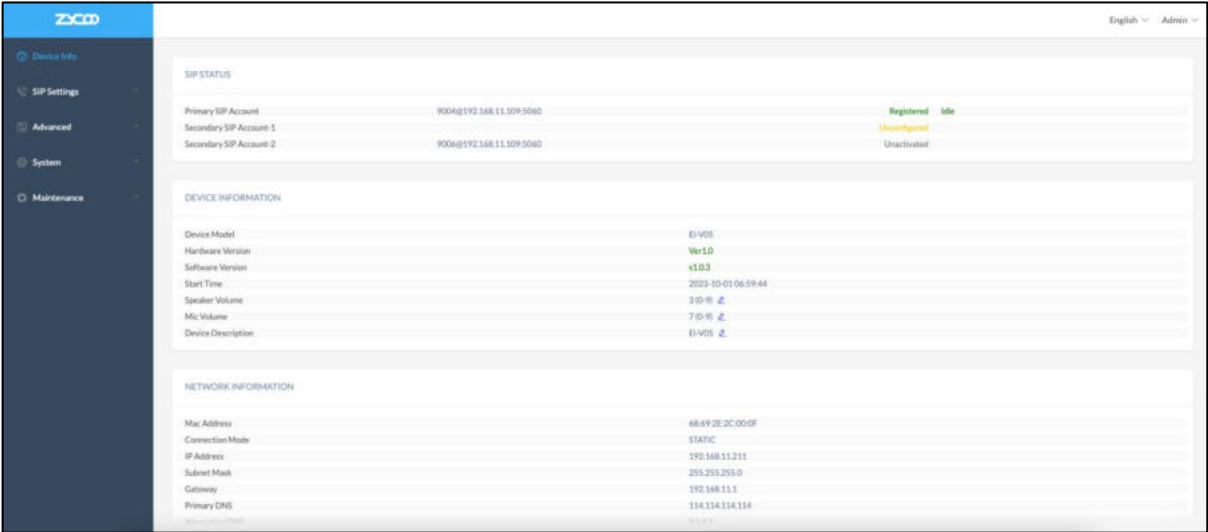 ZYCOO
English Admin
Device Info
SIP Settings
Advanced
System
Maintenance
SIP STATUS
Primary SIP Account 9004@192.168.11.109:5060 Registered Idle
Secondary SIP Account-1 Unconfigured
Secondary SIP Account-2 9006@192.168.11.109:5060 Unactivated
DEVICE INFORMATION
Device Model EI-V05
Hardware Version Ver1.0
Software Version v1.0.3
Start Time 2023-10-01 06:59:44
Speaker Volume 3 (0-9)
Mic Volume 7 (0-9)
Device Description EI-V05
NETWORK INFORMATION
Mac Address 68:69:2E:2C:00:0F
Connection Mode STATIC
IP Address 192.168.11.211
Subnet Mask 255.255.255.0
Gateway 192.168.11.1
Primary DNS 114.114.114.114